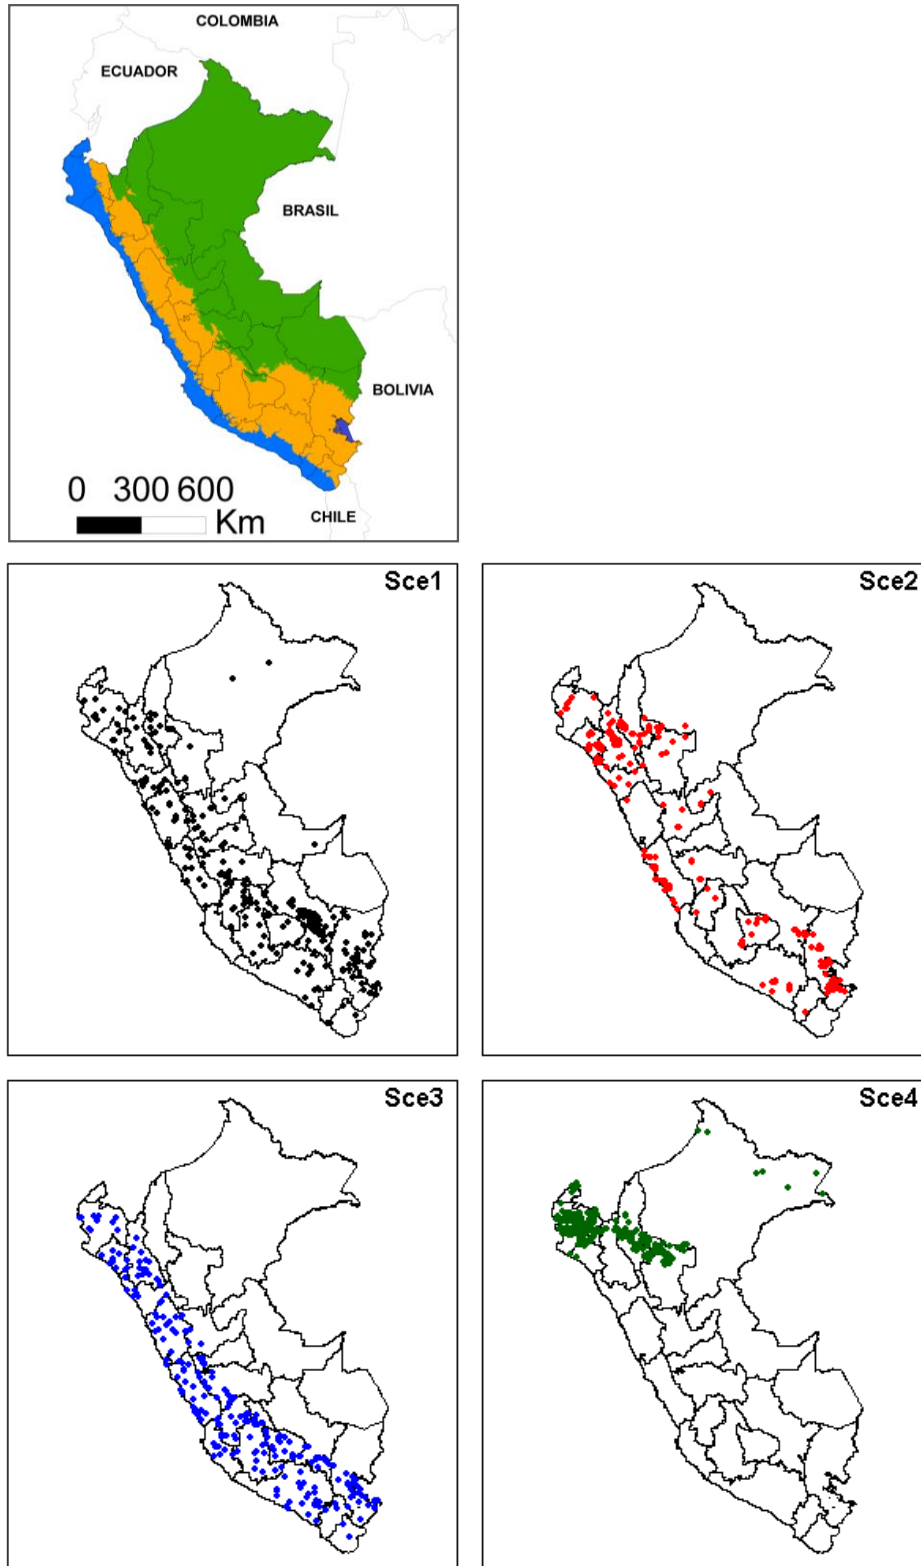 COLOMBIA
ECUADOR
BRASIL
BOLIVIA
0 300 600
Km
CHILE
Sce1
Sce2
Sce3
Sce4